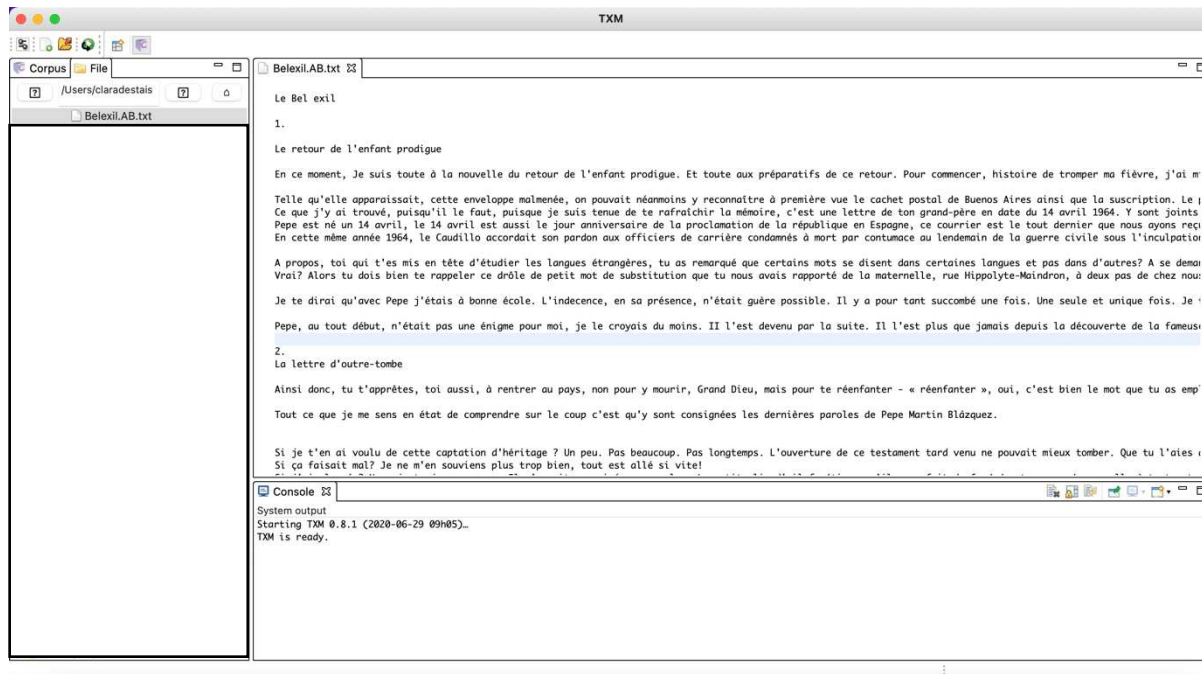 TXM
Corpus File
/Users/claradestais
Belexil.AB.txt
Belexil.AB.txt
Le Bel exil
1.
Le retour de l'enfant prodigue
En ce moment, Je suis toute à la nouvelle du retour de l'enfant prodigue. Et toute aux préparatifs de ce retour. Pour commencer, histoire de tromper ma fièvre, j'ai m
Telle qu'elle apparaissait, cette enveloppe malmenée, on pouvait néanmoins y reconnaître à première vue le cachet postal de Buenos Aires ainsi que la suscription. Le
Ce que j'y ai trouvé, puisqu'il le faut, puisque je suis tenue de te rafraîchir la mémoire, c'est une lettre de ton grand-père en date du 14 avril 1964. Y sont joints
Pepe est né un 14 avril, le 14 avril est aussi le jour anniversaire de la proclamation de la république en Espagne, ce courrier est le tout dernier que nous ayons
En cette même année 1964, le Caudillo accordait son pardon aux officiers de carrière condamnés à mort par contumace au lendemain de la guerre civile sous
A propos, toi qui t'es mis en tête d'étudier les langues étrangères, tu as remarqué que certains mots se disent dans certaines langues et pas dans d'autres? A se
Vrai? Alors tu dois bien te rappeler ce drôle de petit mot de substitution que tu nous avais rapporté de la maternelle, rue Hippolyte-Maindron, à deux pas de chez
Je te dirai qu'avec Pepe j'étais à bonne école. L'indecence, en sa présence, n'était guère possible. Il y a pour tant succombé une fois. Une seule et unique fois. Je
Pepe, au tout début, n'était pas une énigme pour moi, je le croyais du moins. II l'est devenu par la suite. Il l'est plus que jamais depuis la découverte de la
2.
La lettre d'outre-tombe
Ainsi donc, tu t'apprêtes, toi aussi, à rentrer au pays, non pour y mourir, Grand Dieu, mais pour te réenfanter - « réenfanter », oui, c'est bien le mot que tu as
Tout ce que je me sens en état de comprendre sur le coup c'est qu'y sont consignées les dernières paroles de Pepe Martin Blázquez.
Si je t'en ai voulu de cette captation d'héritage ? Un peu. Pas beaucoup. Pas longtemps. L'ouverture de ce testament tard venu ne pouvait mieux tomber. Que tu l'aies
Si ça faisait mal? Je ne m'en souviens plus trop bien, tout est allé si vite!
Console
System output
Starting TXM 0.8.1 (2020-06-29 09h05)…
TXM is ready.